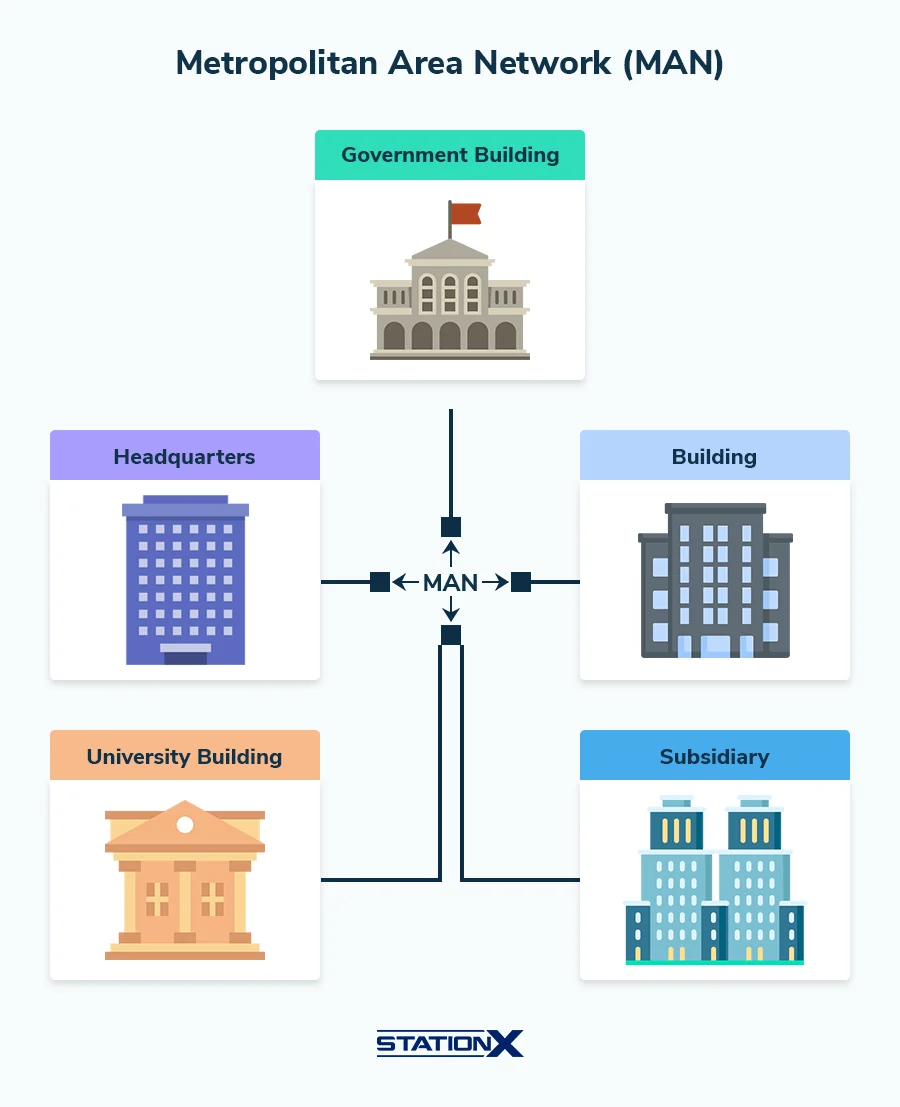 Metropolitan Area Network (MAN)
Government Building
Headquarters
Building
MAN
University Building
Subsidiary
STATIONX